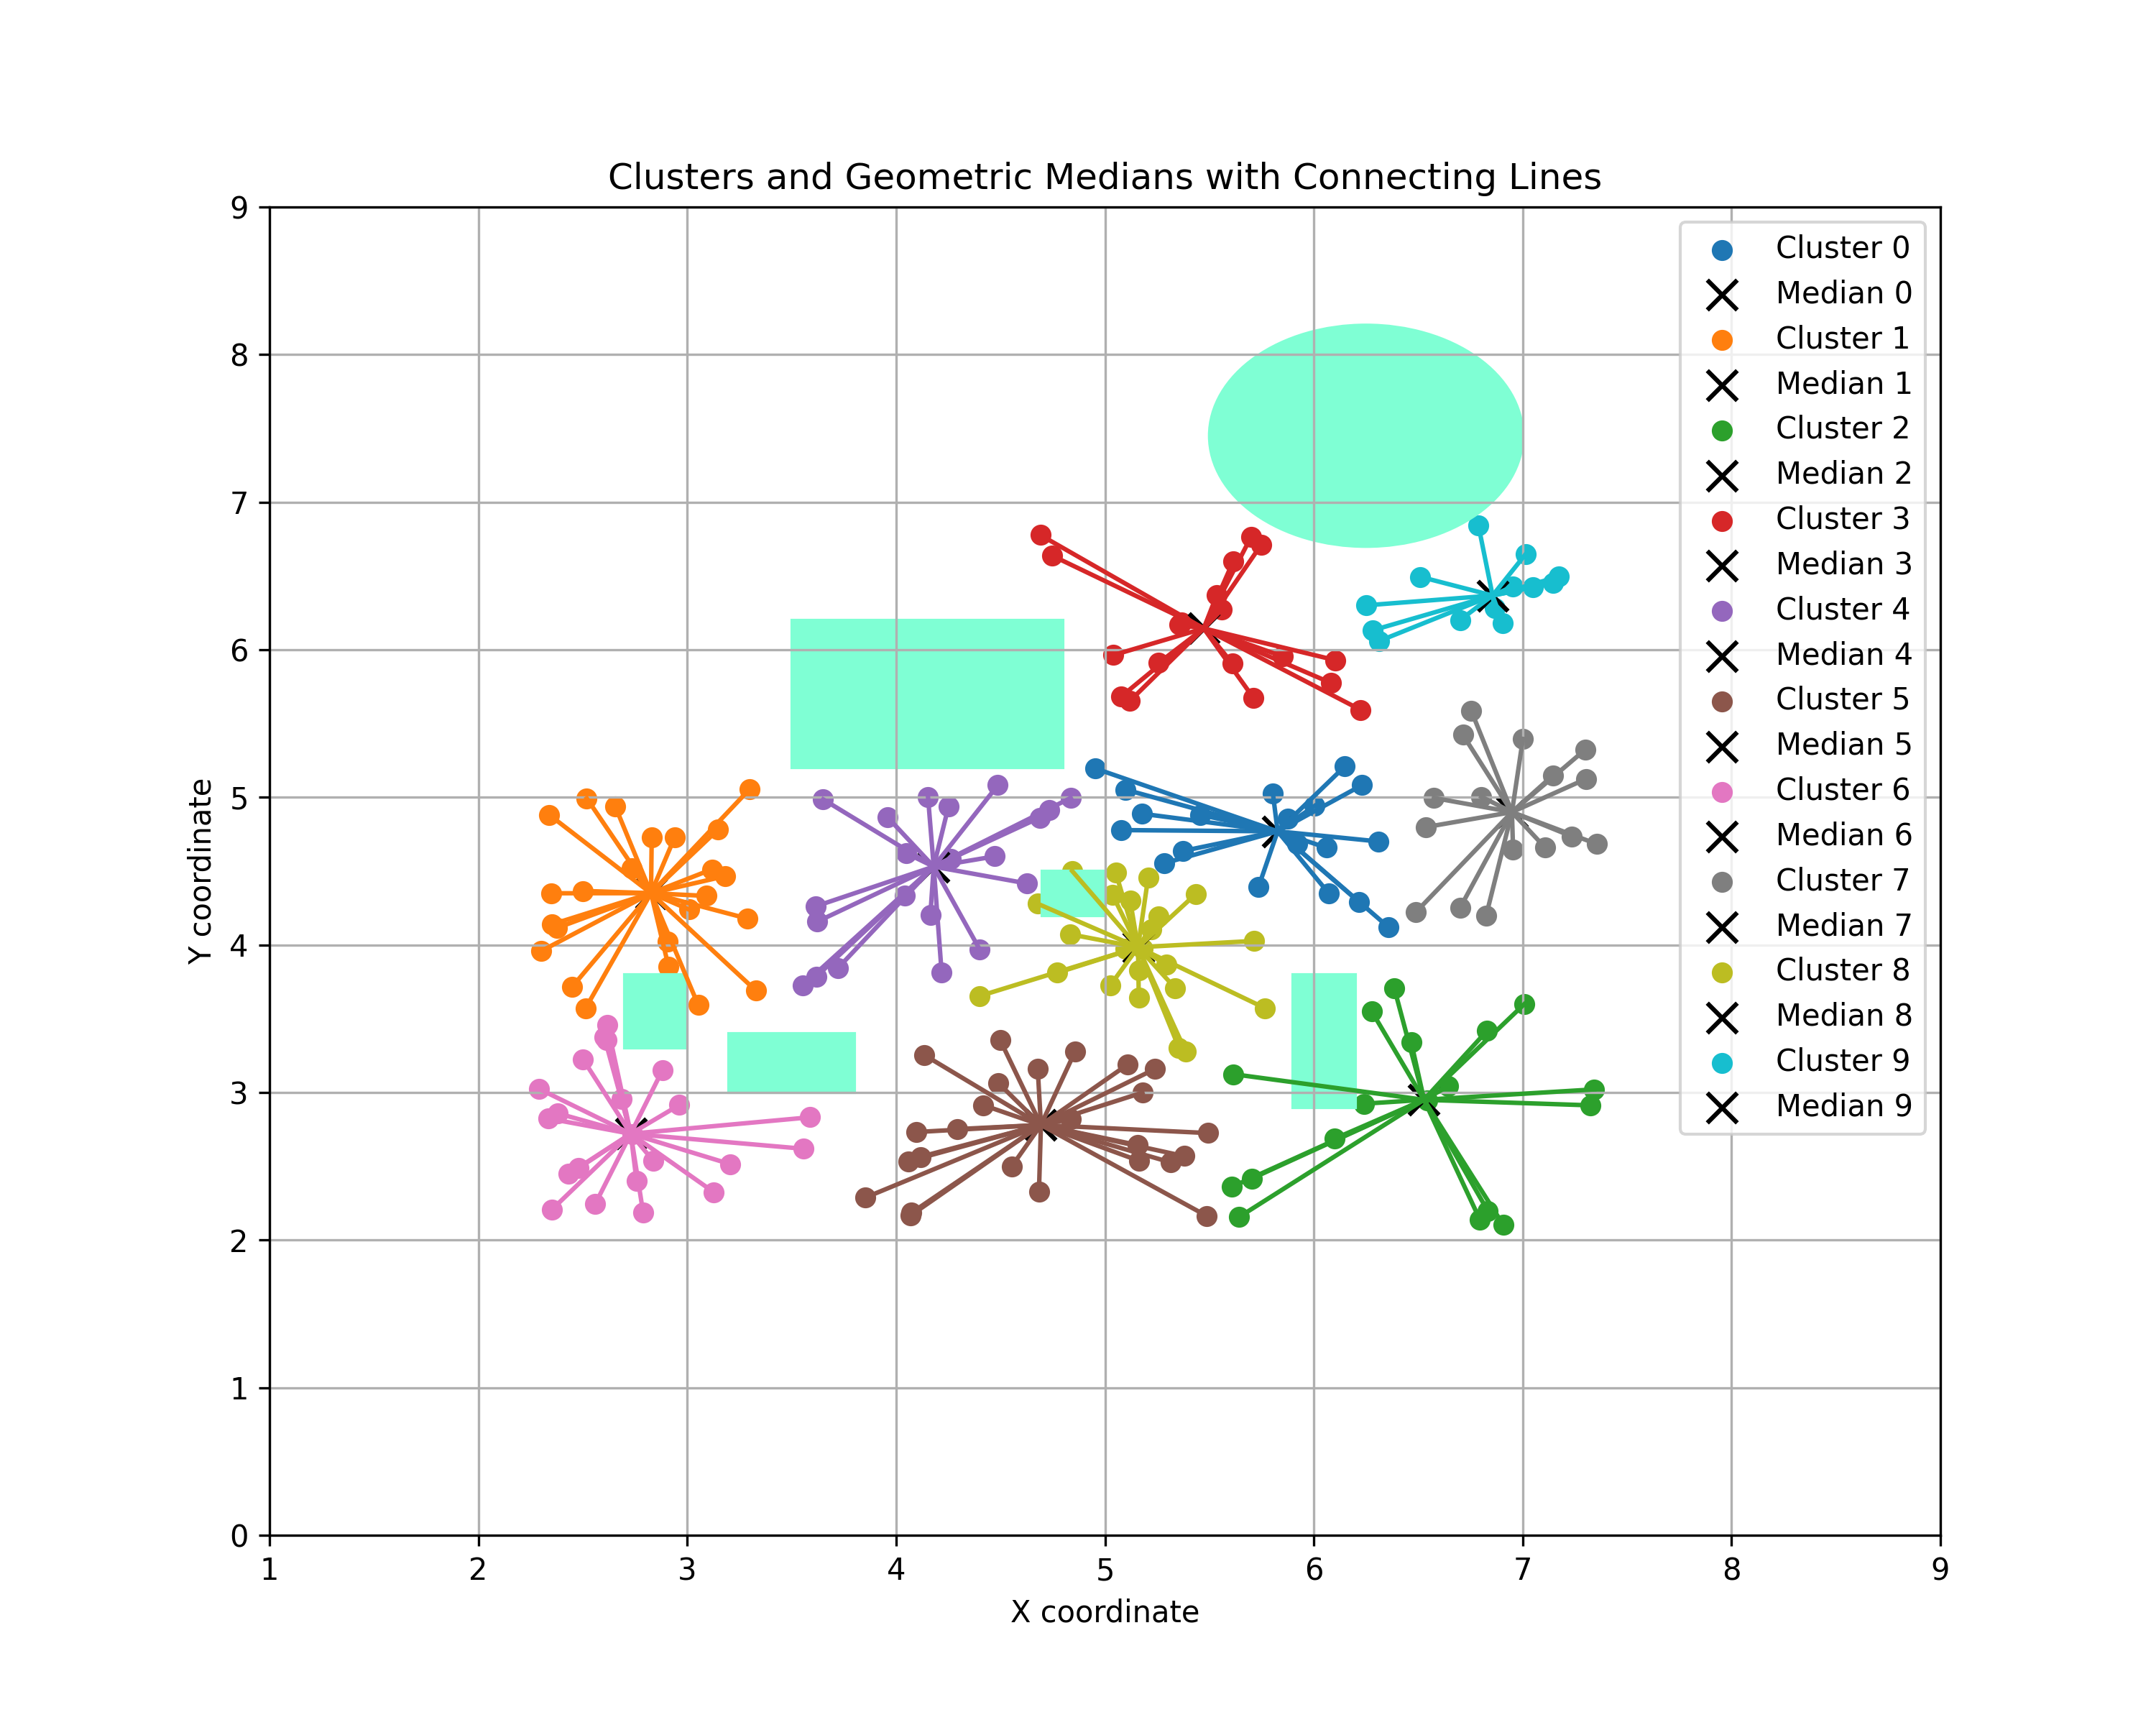 Clusters and Geometric Medians with Connecting Lines
9
8
7
6
5
4
3
2
1
0
Y coordinate
1 2 3 4 5 6 7 8 9
X coordinate
Cluster 0
Median 0
Cluster 1
Median 1
Cluster 2
Median 2
Cluster 3
Median 3
Cluster 4
Median 4
Cluster 5
Median 5
Cluster 6
Median 6
Cluster 7
Median 7
Cluster 8
Median 8
Cluster 9
Median 9